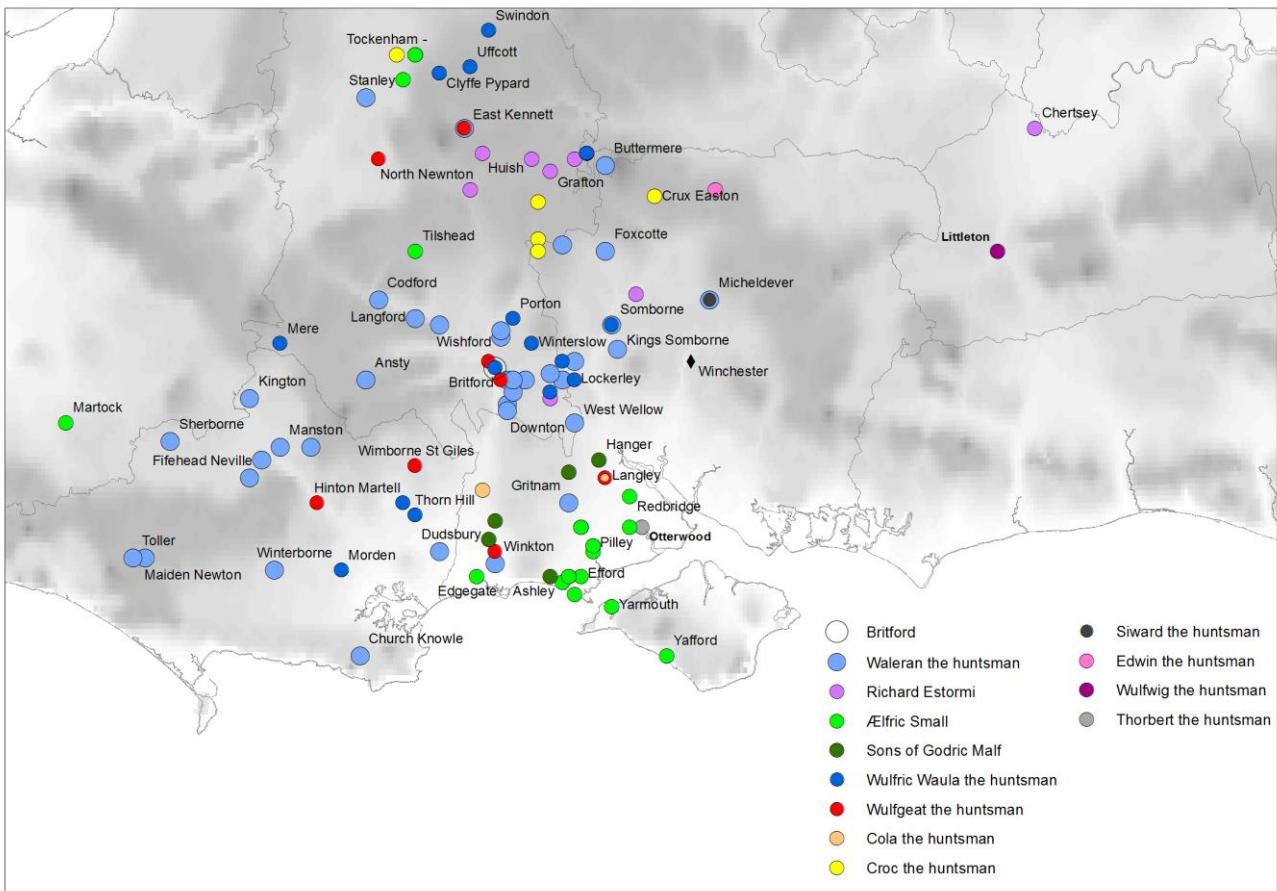 Swindon
Tockenham -
Uffcott
Stanley
Clyffe Pypard
East Kennett
Chertsey
Buttermere
Huish
North Newnton
Grafton
Crux Easton
Tilshead
Foxcotte
Littleton
Codford
Micheldever
Porton
Langford
Somborne
Mere
Wishford
Winterslow
Kings Somborne
Ansty
Winchester
Kington
Britford
Lockerley
Martock
West Wellow
Sherborne
Downton
Manston
Hanger
Wimborne St Giles
Fifehead Neville
Gritnam
Langley
Hinton Martell
Thorn Hill
Redbridge
Dudsbury
Otterwood
Toller
Winterborne
Morden
Winkton
Pilley
Maiden Newton
Efford
Edgegate
Ashley
Yarmouth
Church Knowle
Yafford
Britford
Waleran the huntsman
Richard Estormi
Ælfric Small
Sons of Godric Malf
Wulfric Waula the huntsman
Wulfgeat the huntsman
Cola the huntsman
Croc the huntsman
Siward the huntsman
Edwin the huntsman
Wulfwig the huntsman
Thorbert the huntsman